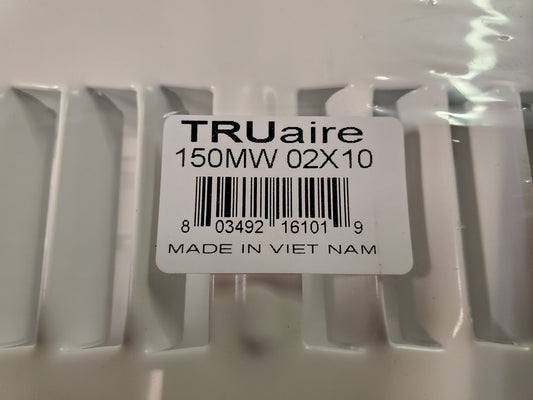 TRUaire
150MW 02X10
8 03492 16101 9
MADE IN VIET NAM